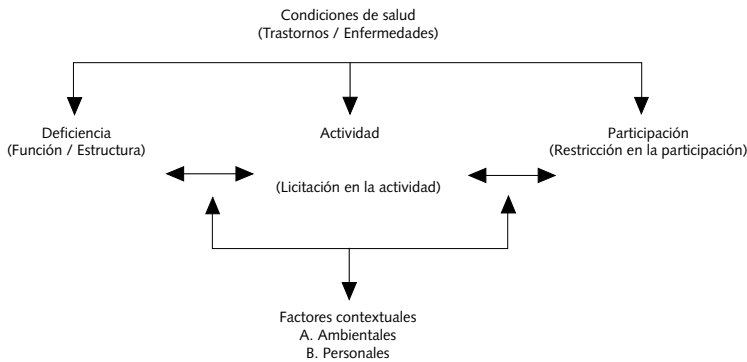 Condiciones de salud
(Trastornos / Enfermedades)
Deficiencia
(Función / Estructura)
Actividad
(Licitación en la actividad)
Participación
(Restricción en la participación)
Factores contextuales
A. Ambientales
B. Personales